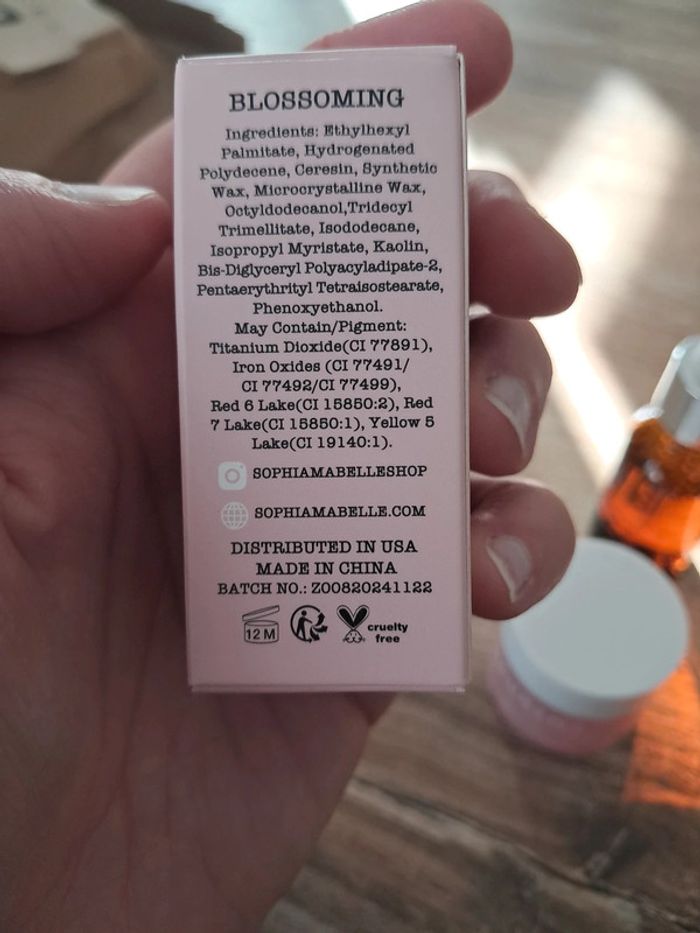 BLOSSOMING
Ingredients: Ethylhexyl
Palmitate, Hydrogenated
Polydecene, Ceresin, Synthetic
Wax, Microcrystalline Wax,
Octyldodecanol,Tridecyl
Trimellitate, Isododecane,
Isopropyl Myristate, Kaolin,
Bis-Diglyceryl Polyacyladipate-2,
Pentaerythrityl Tetraisostearate,
Phenoxyethanol.
May Contain/Pigment:
Titanium Dioxide(CI 77891),
Iron Oxides (CI 77491/
CI 77492/CI 77499),
Red 6 Lake(CI 15850:2), Red
7 Lake(CI 15850:1), Yellow 5
Lake(CI 19140:1).
SOPHIAMABELLESHOP
SOPHIAMABELLE.COM
DISTRIBUTED IN USA
MADE IN CHINA
BATCH NO.: Z00820241122
12 M
cruelty
free